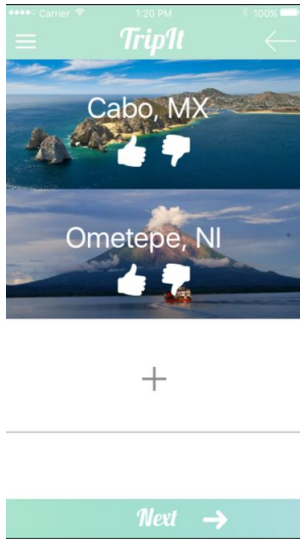 Carrier 1:20 PM 100%
TripIt
Cabo, MX
Ometepe, NI
+
Next